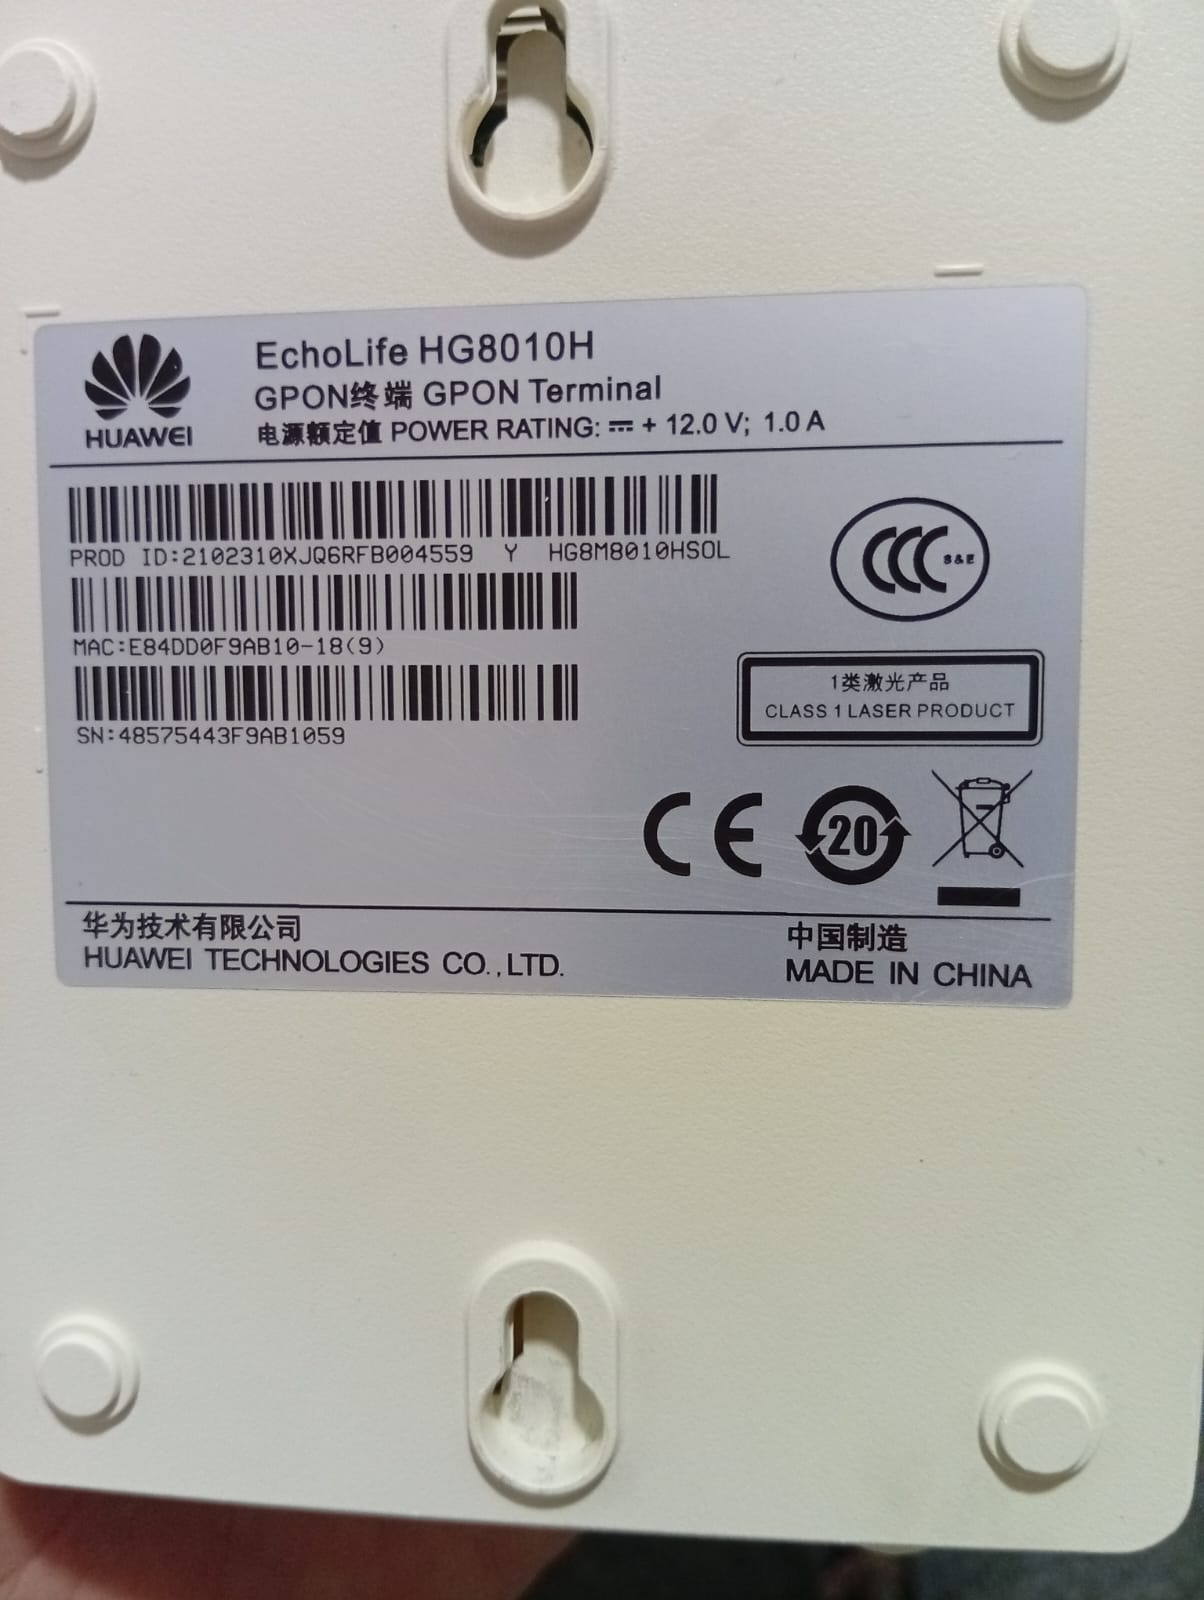 EchoLife HG8010H
GPON终端 GPON Terminal
电源额定值 POWER RATING: ⎓ + 12.0 V; 1.0 A
HUAWEI
PROD ID:2102310XJQ6RFB004559 Y HG8M8010HSOL
MAC:E84DD0F9AB10-18(9)
SN:48575443F9AB1059
CCC S&E
1类激光产品
CLASS 1 LASER PRODUCT
CE
20
华为技术有限公司
HUAWEI TECHNOLOGIES CO.,LTD.
中国制造
MADE IN CHINA